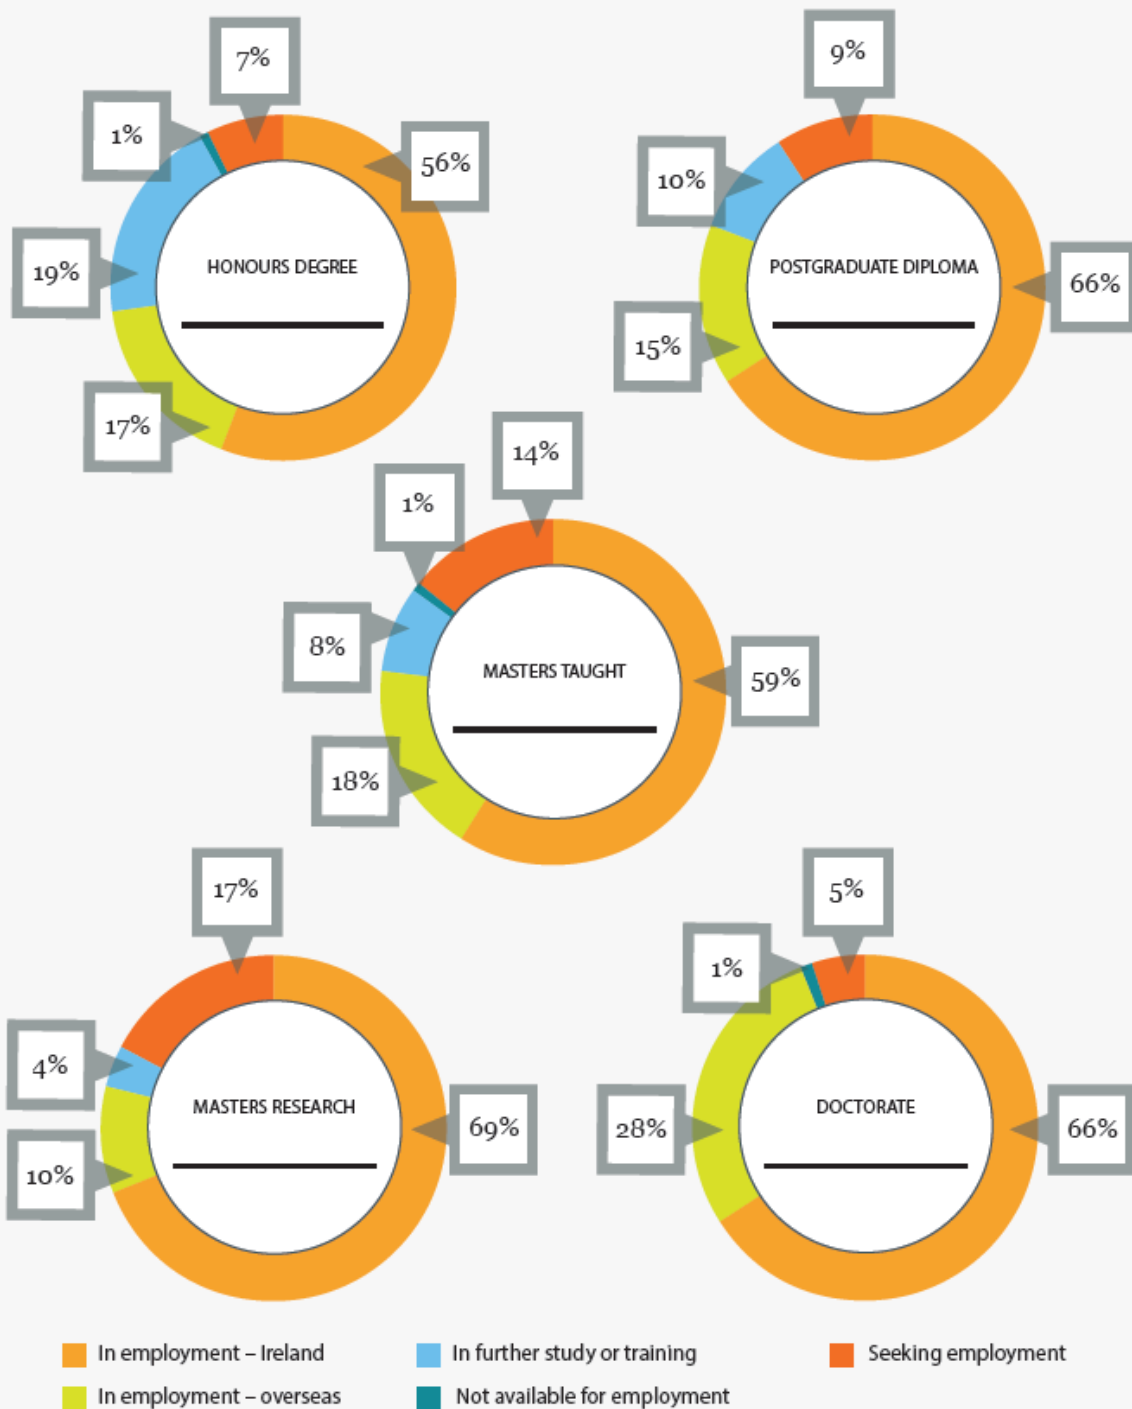 7%
1%
56%
19%
HONOURS DEGREE
17%
9%
10%
POSTGRADUATE DIPLOMA
66%
15%
14%
1%
8%
MASTERS TAUGHT
59%
18%
17%
4%
MASTERS RESEARCH
69%
10%
5%
1%
28%
DOCTORATE
66%
In employment – Ireland
In further study or training
Seeking employment
In employment – overseas
Not available for employment